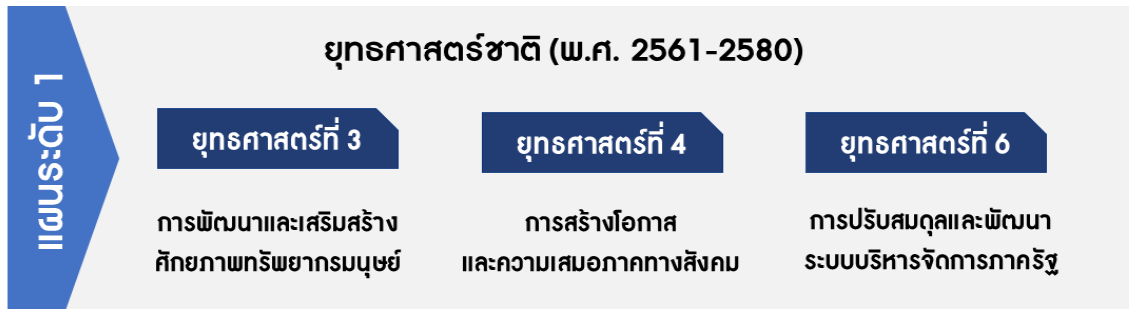 แผนระดับ 1
ยุทธศาสตร์ชาติ (พ.ศ. 2561-2580)
ยุทธศาสตร์ที่ 3
การพัฒนาและเสริมสร้าง
ศักยภาพทรัพยากรมนุษย์
ยุทธศาสตร์ที่ 4
การสร้างโอกาส
และความเสมอภาคทางสังคม
ยุทธศาสตร์ที่ 6
การปรับสมดุลและพัฒนา
ระบบบริหารจัดการภาครัฐ